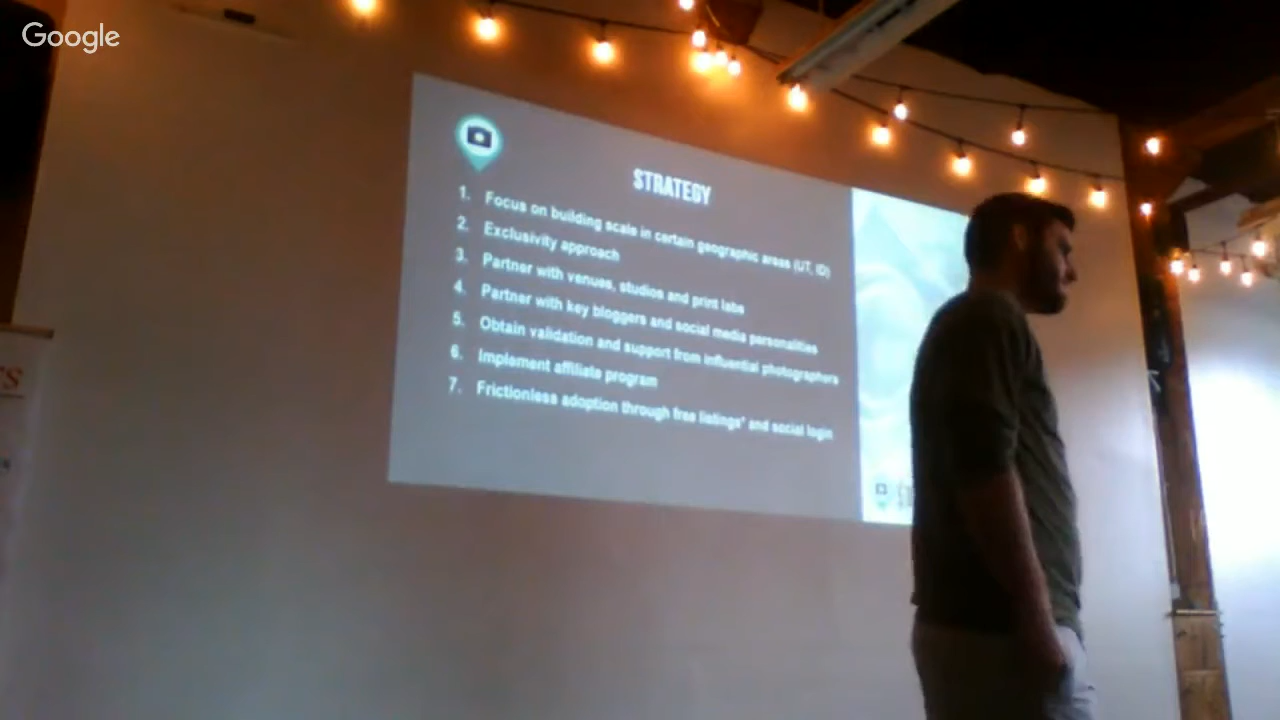 Google
STRATEGY
1. Focus on building scale in certain geographic areas (UT, ID)
2. Exclusivity approach
3. Partner with venues, studios and print labs
4. Partner with key bloggers and social media personalities
5. Obtain validation and support from influential photographers
6. Implement affiliate program
7. Frictionless adoption through free listings* and social login